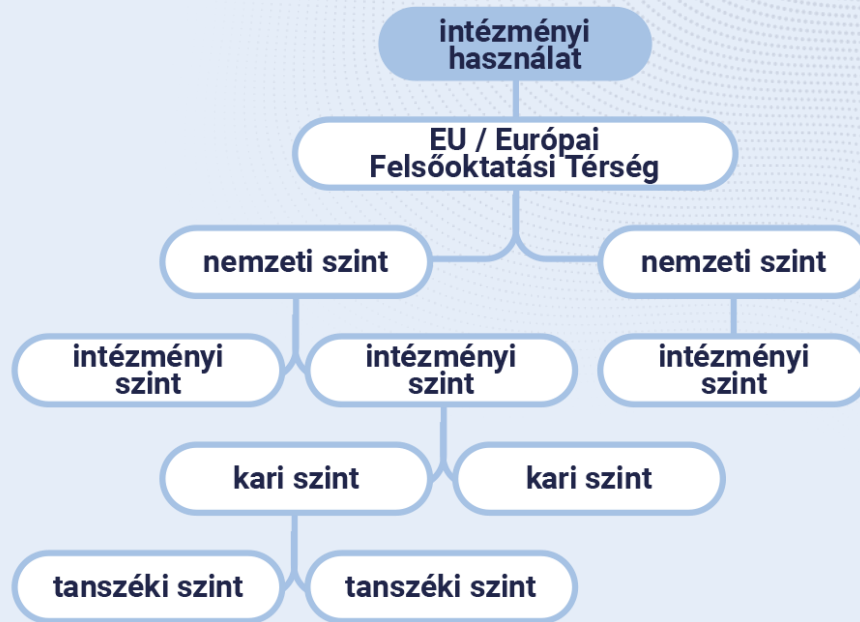 intézményi
használat
EU / Európai
Felsőoktatási Térség
nemzeti szint
nemzeti szint
intézményi
szint
intézményi
szint
intézményi
szint
kari szint
kari szint
tanszéki szint
tanszéki szint